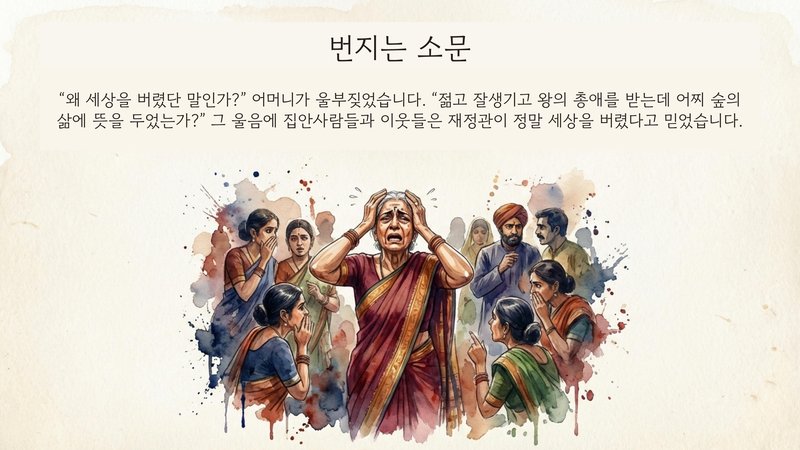 번지는 소문
“왜 세상을 버렸단 말인가?” 어머니가 울부짖었습니다. “젊고 잘생기고 왕의 총애를 받는데 어찌 숲의
삶에 뜻을 두었는가?” 그 울음에 집안사람들과 이웃들은 재정관이 정말 세상을 버렸다고 믿었습니다.